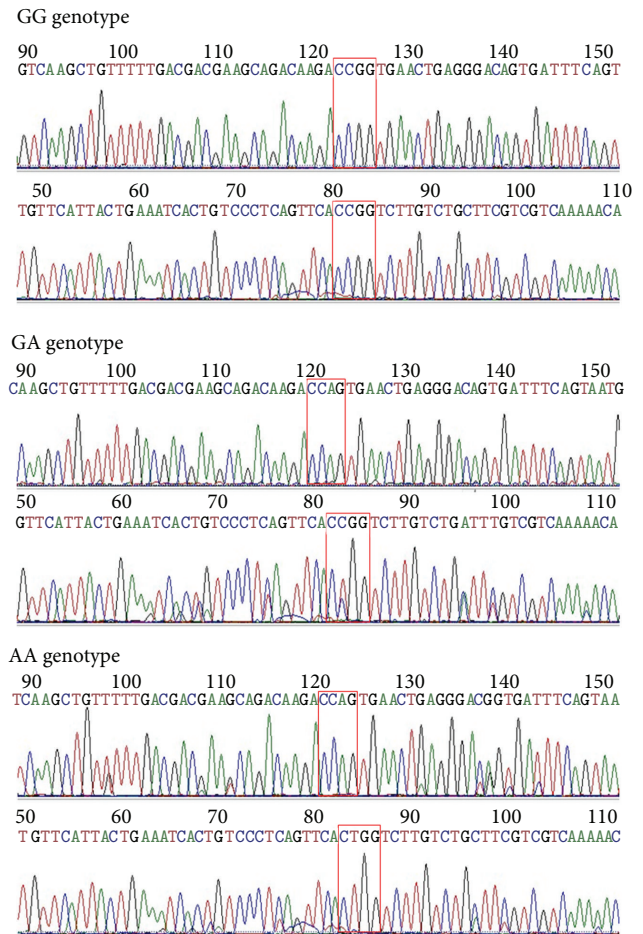 GG genotype
90 100 110 120 130 140 150
GTCAAGCTGTTTTTGACGACGAAGCAGACAAGACCGGTGAACTGAGGGACAGTGATTTCAGT
50 60 70 80 90 100 110
TGTTCATTACTGAAATCACTGTCCCTCAGTTCACCGGTCTTGTCTGCTTCGTCGTCAAAAACA
GA genotype
90 100 110 120 130 140 150
CAAGCTGTTTTTGACGACGAAGCAGACAAGACCAGTGAACTGAGGGACAGTGATTTCAGTAATG
50 60 70 80 90 100 110
GTTCATTACTGAAATCACTGTCCCTCAGTTCACCGGTCTTGTCTGATTTGTCGTCAAAAACA
AA genotype
90 100 110 120 130 140 150
TCAAGCTGTTTTTGACGACGAAGCAGACAAGACCAGTGAACTGAGGGACGGTGATTTCAGTAA
50 60 70 80 90 100 110
TGTTCATTACTGAAATCACTGTCCCTCAGTTCACTGGTCTTGTCTGCTTCGTCGTCAAAAAC